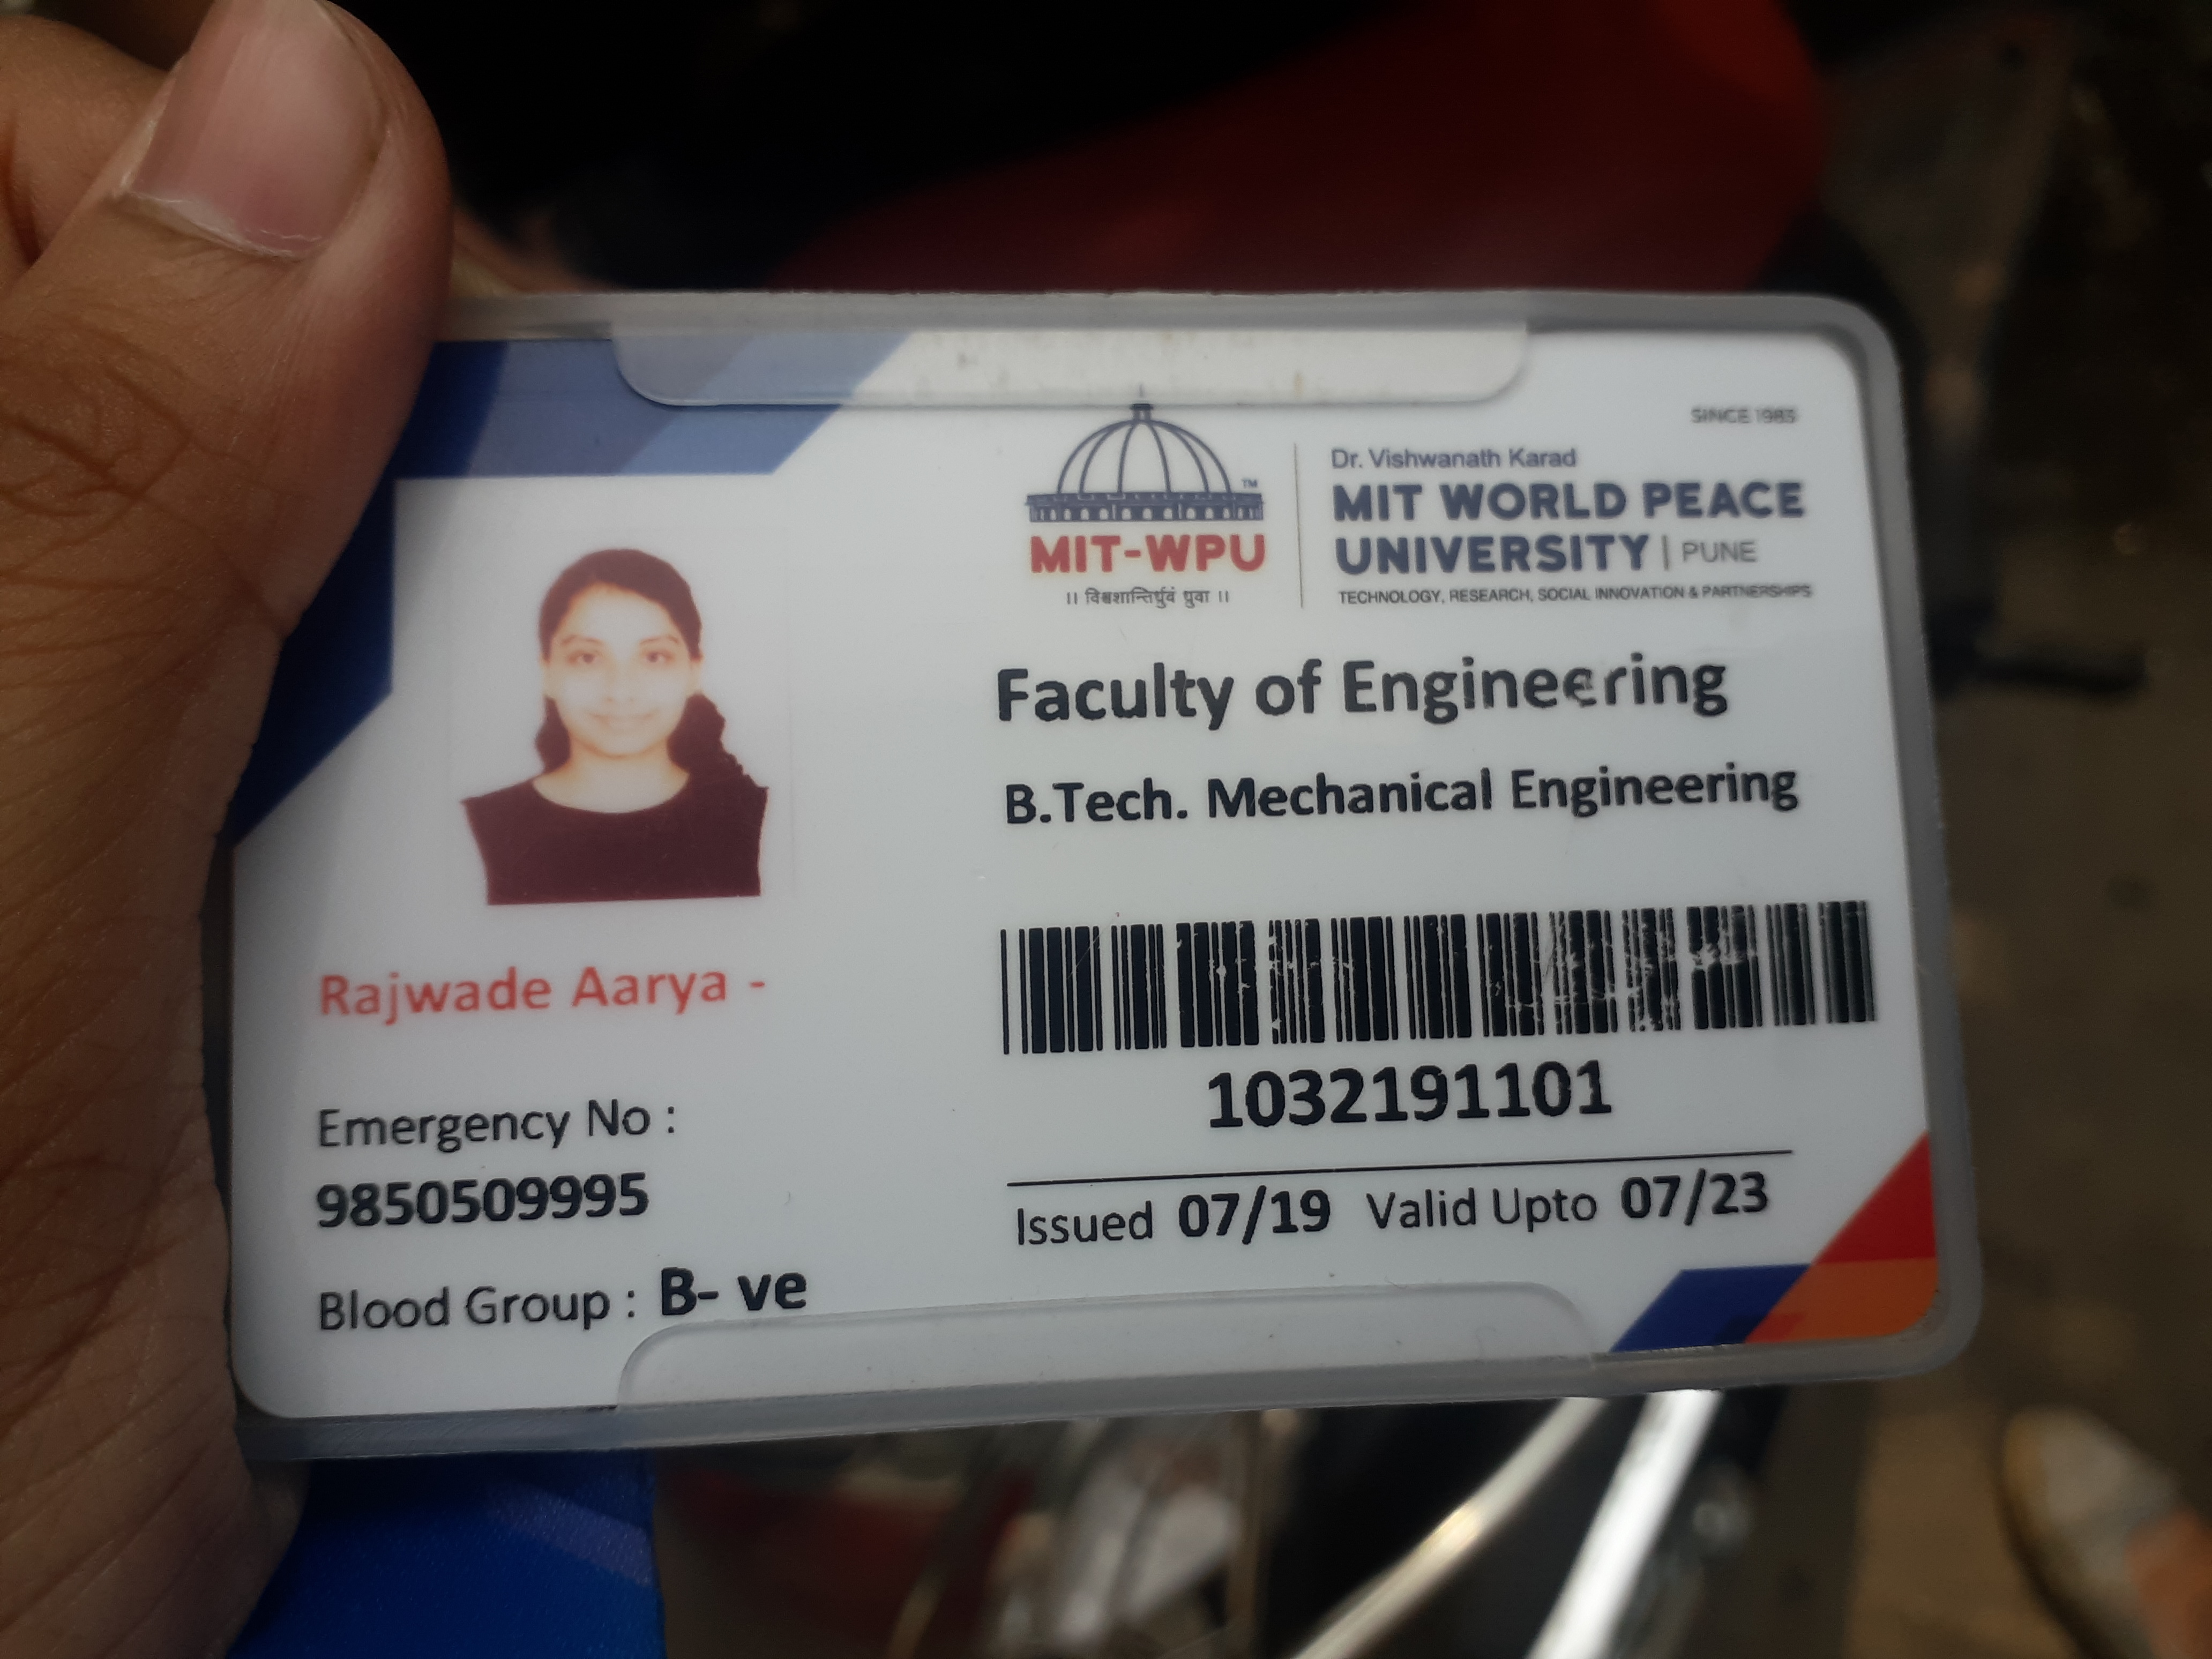 SINCE 1983
Dr. Vishwanath Karad
MIT WORLD PEACE
UNIVERSITY | PUNE
TECHNOLOGY, RESEARCH, SOCIAL INNOVATION & PARTNERSHIPS
MIT-WPU
TM
।। विश्वशान्तिर्ध्रुवं ध्रुवा ।।
Faculty of Engineering
B.Tech. Mechanical Engineering
1032191101
Issued 07/19 Valid Upto 07/23
Rajwade Aarya -
Emergency No :
9850509995
Blood Group : B- ve